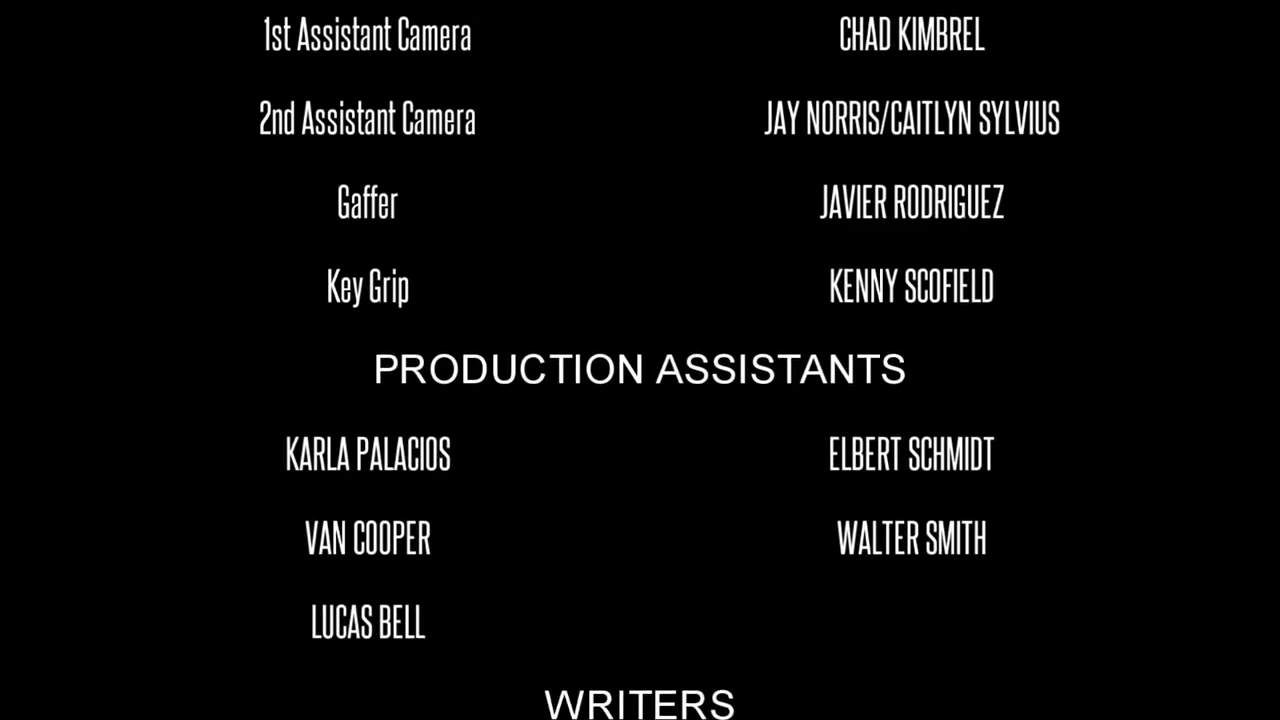 1st Assistant Camera CHAD KIMBREL
2nd Assistant Camera JAY NORRIS/CAITLYN SYLVIUS
Gaffer JAVIER RODRIGUEZ
Key Grip KENNY SCOFIELD
PRODUCTION ASSISTANTS
KARLA PALACIOS ELBERT SCHMIDT
VAN COOPER WALTER SMITH
LUCAS BELL
WRITERS